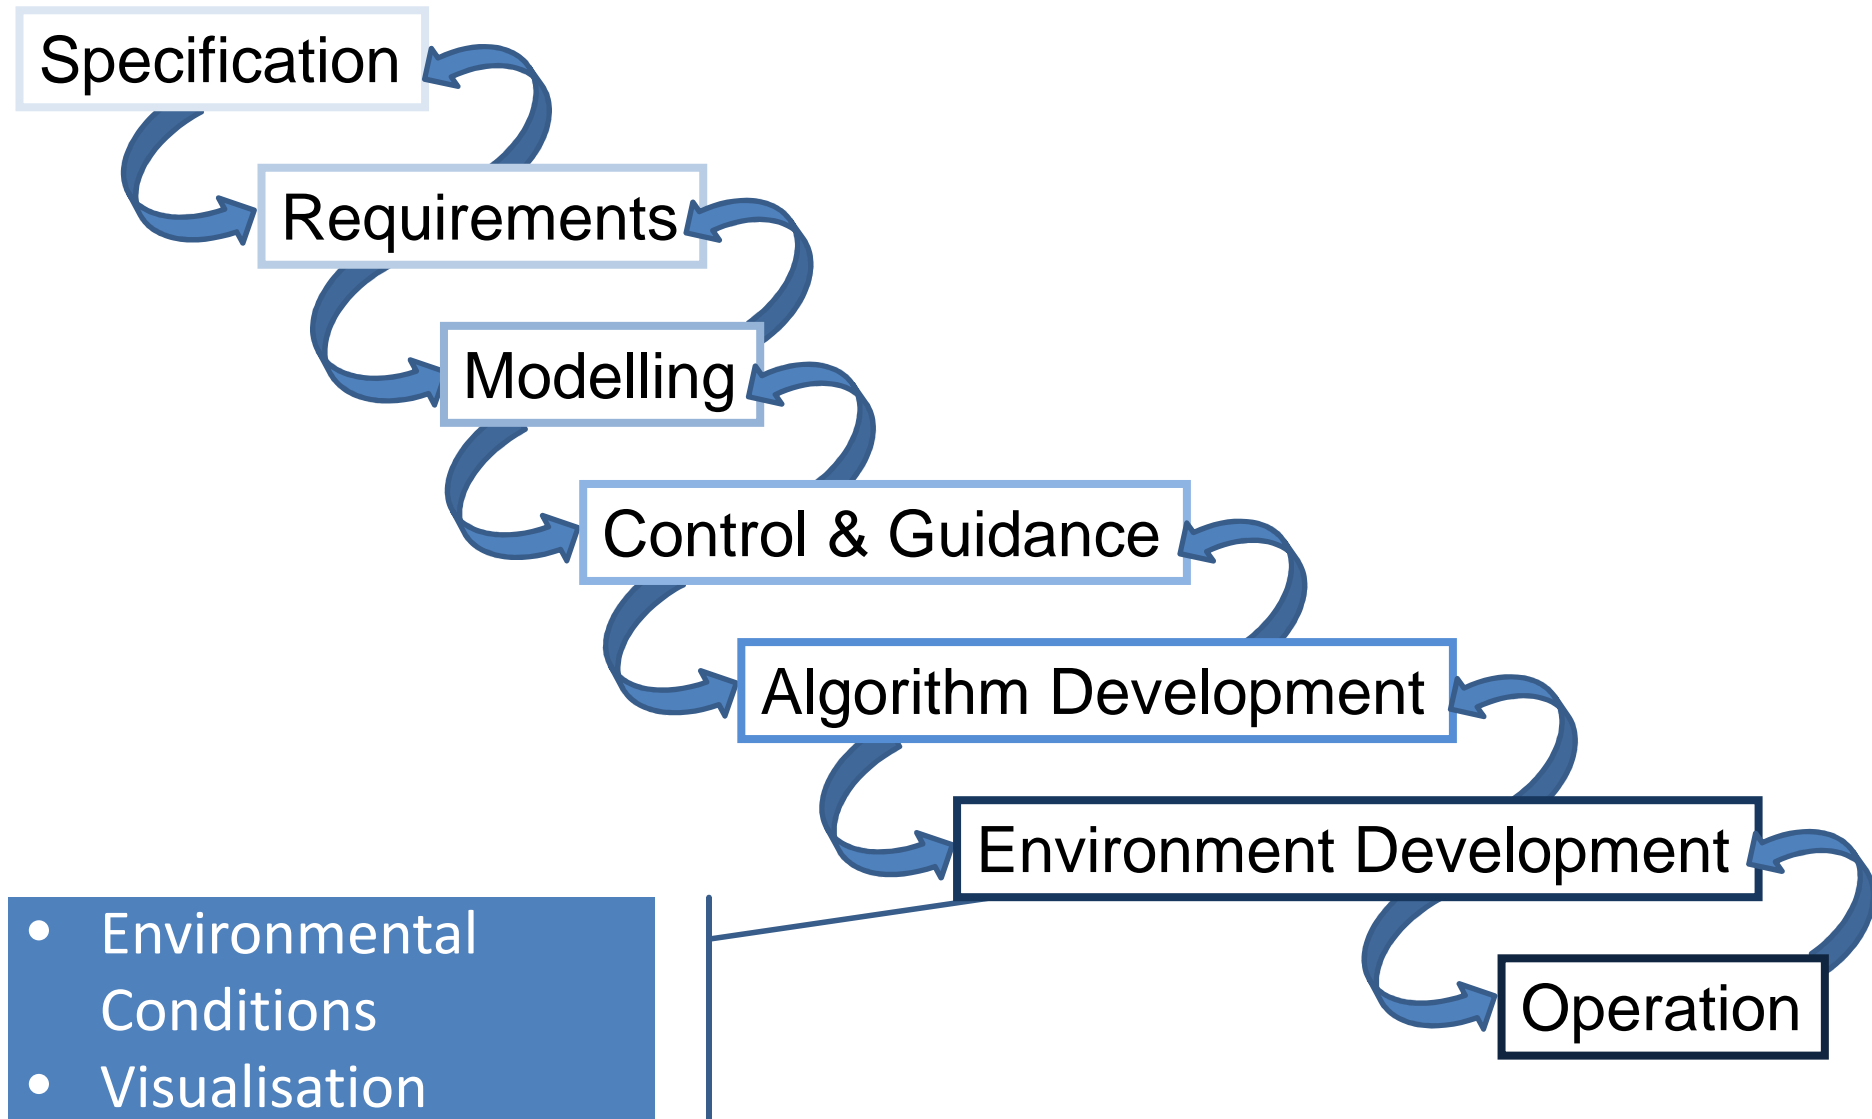 Specification
Requirements
Modelling
Control & Guidance
Algorithm Development
Environment Development
Operation
• Environmental
Conditions
• Visualisation